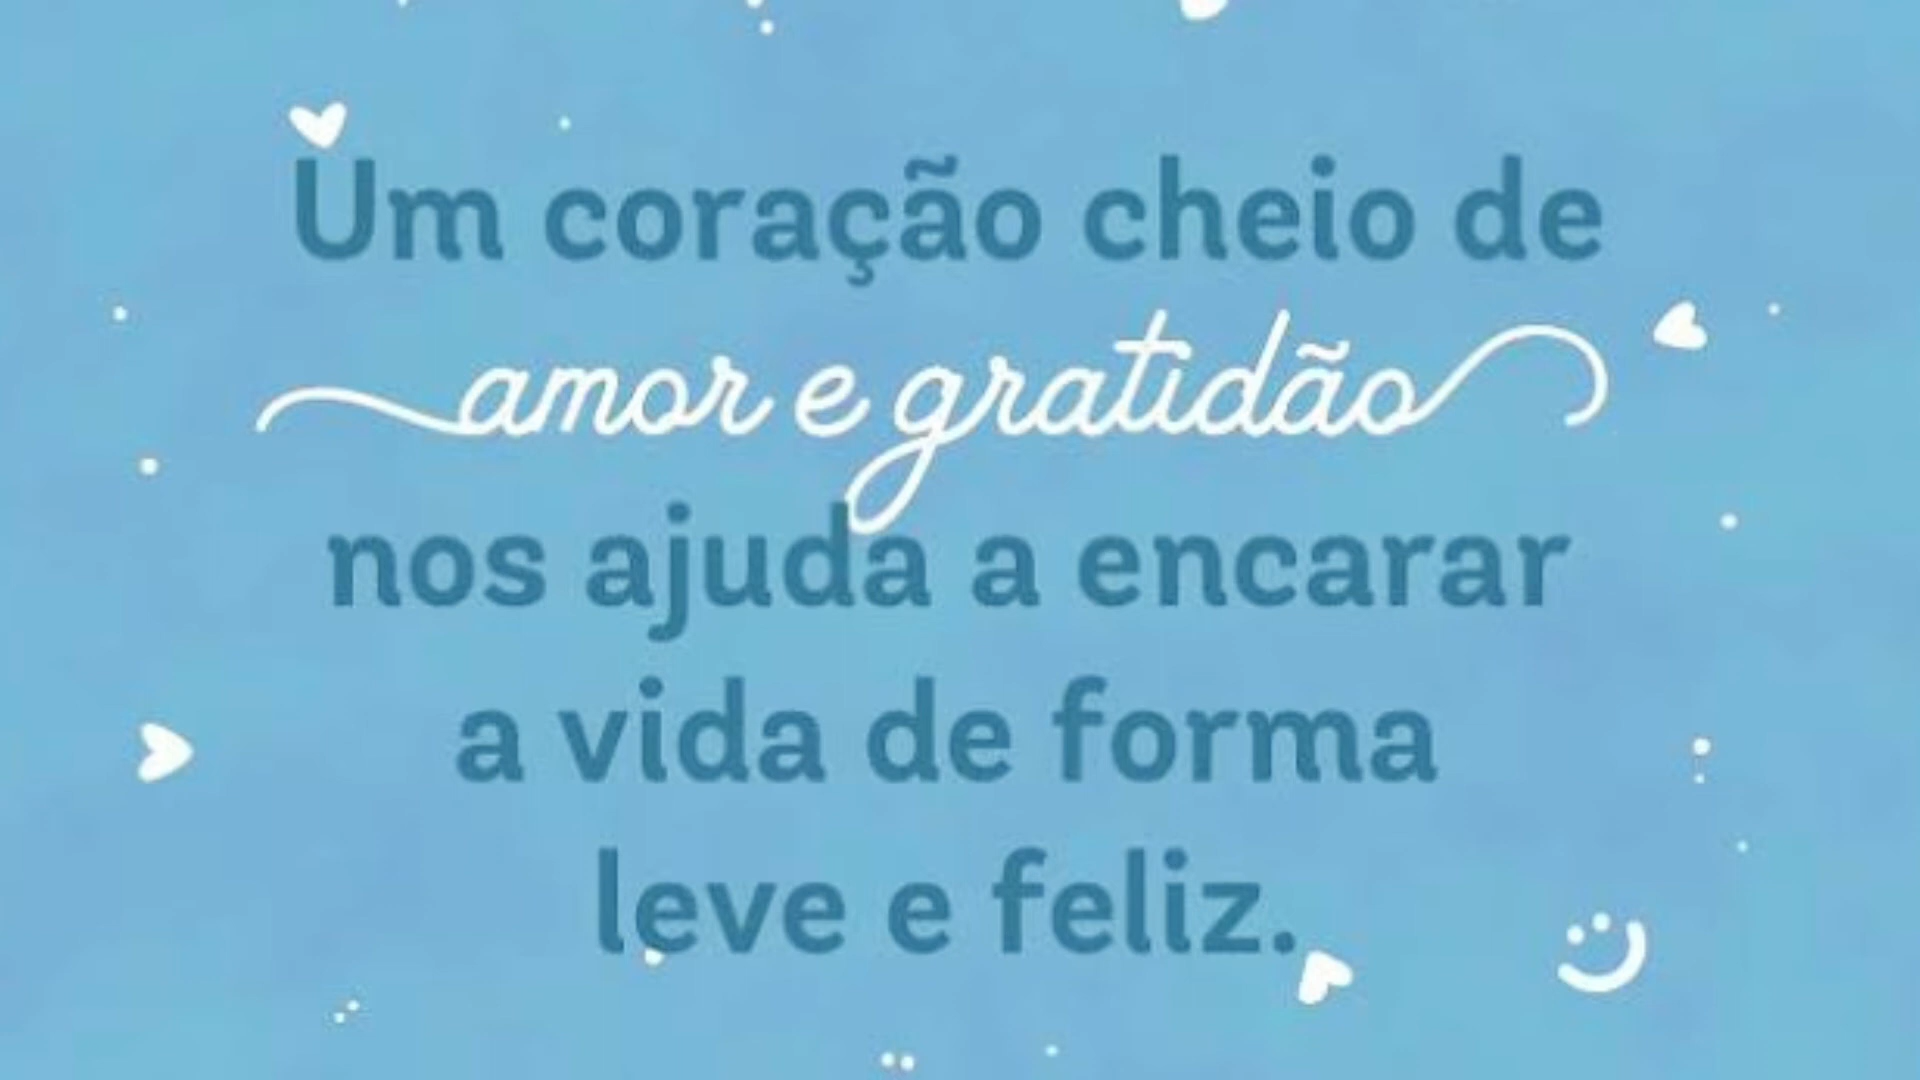 Um coração cheio de
amor e gratidão
nos ajuda a encarar
a vida de forma
leve e feliz.